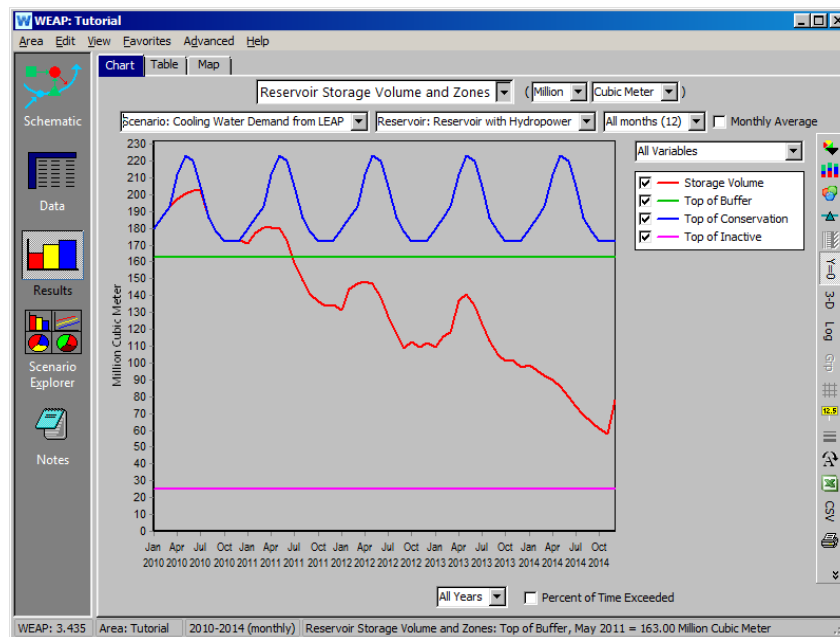 WEAP: Tutorial
Area Edit View Favorites Advanced Help
Chart Table Map
Reservoir Storage Volume and Zones ( Million Cubic Meter )
Scenario: Cooling Water Demand from LEAP Reservoir: Reservoir with Hydropower All months (12) Monthly Average
Schematic
Data
Results
Scenario
Explorer
Notes
Million Cubic Meter
230
220
210
200
190
180
170
160
150
140
130
120
110
100
90
80
70
60
50
40
30
20
10
0
Jan Apr Jul Oct Jan Apr Jul Oct Jan Apr Jul Oct Jan Apr Jul Oct Jan Apr Jul Oct
2010 2010 2010 2010 2011 2011 2011 2011 2012 2012 2012 2012 2013 2013 2013 2013 2014 2014 2014 2014
All Variables
Storage Volume
Top of Buffer
Top of Conservation
Top of Inactive
Y=0
3-D
Log
Grp
12.5
A
CSV
All Years Percent of Time Exceeded
WEAP: 3.435 Area: Tutorial 2010-2014 (monthly) Reservoir Storage Volume and Zones: Top of Buffer, May 2011 = 163.00 Million Cubic Meter